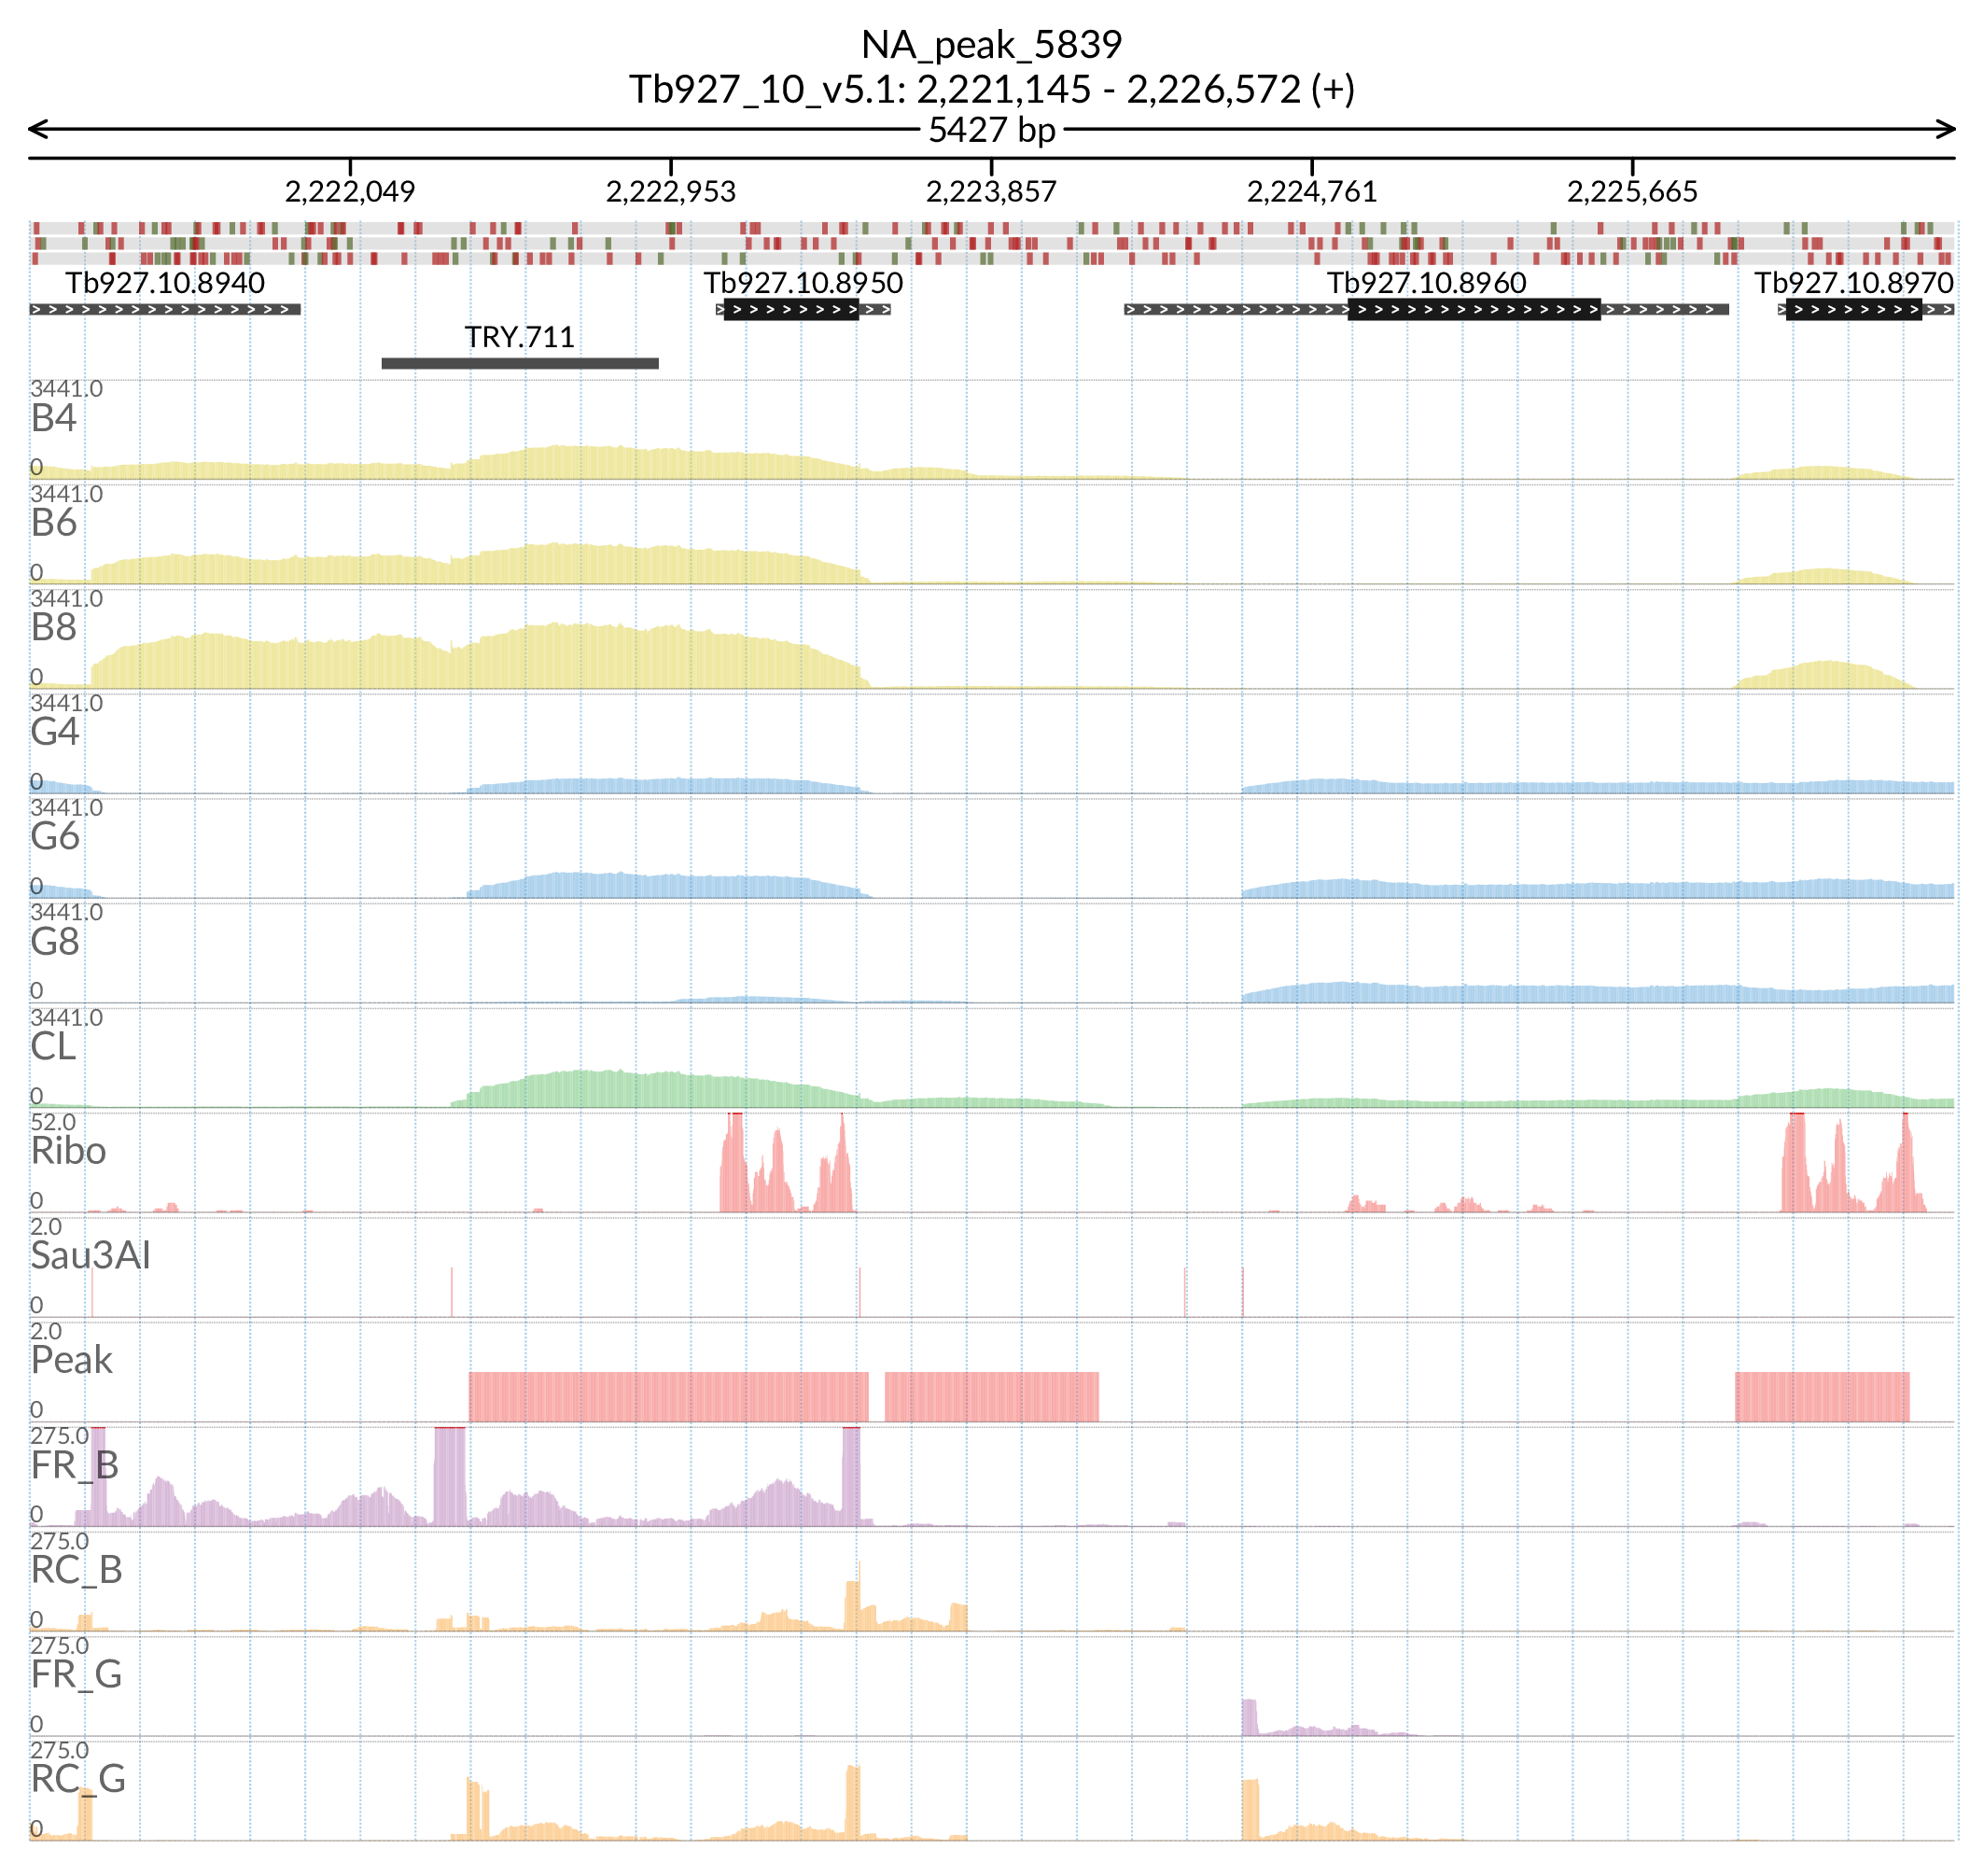 NA_peak_5839
Tb927_10_v5.1: 2,221,145 - 2,226,572 (+)
5427 bp
2,222,049 2,222,953 2,223,857 2,224,761 2,225,665
Tb927.10.8940 Tb927.10.8950 Tb927.10.8960 Tb927.10.8970
TRY.711
3441.0
B4
0
3441.0
B6
0
3441.0
B8
0
3441.0
G4
0
3441.0
G6
0
3441.0
G8
0
3441.0
CL
0
52.0
Ribo
0
2.0
Sau3AI
0
2.0
Peak
0
275.0
FR_B
0
275.0
RC_B
0
275.0
FR_G
0
275.0
RC_G
0